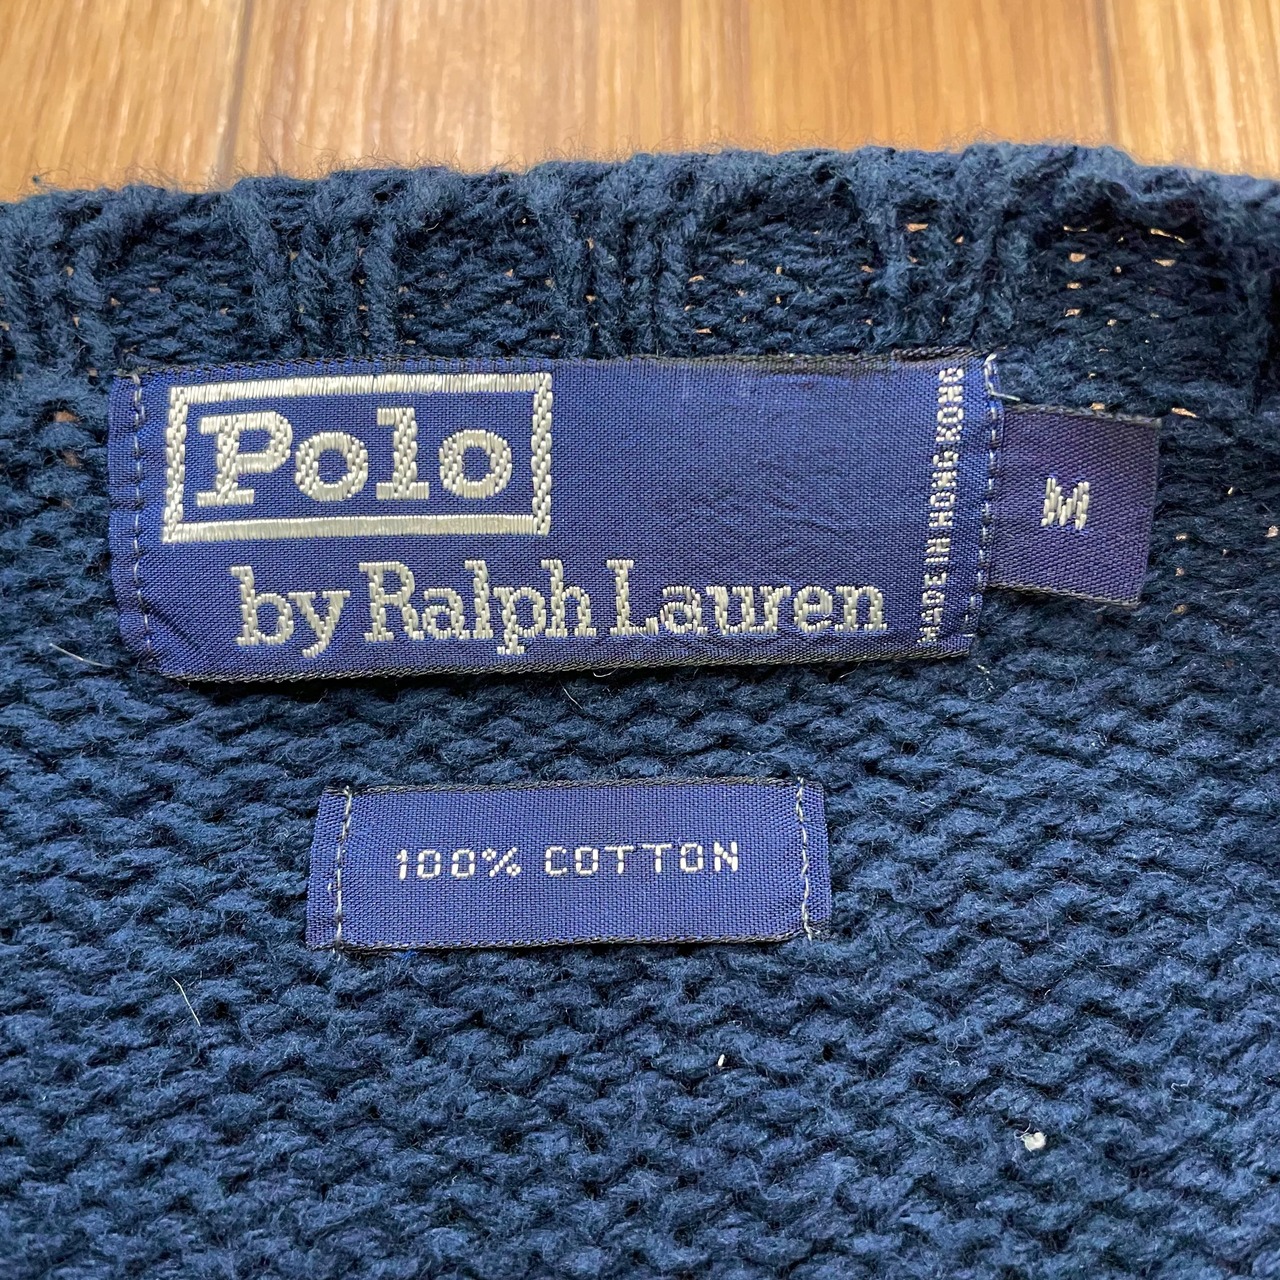 Polo
by Ralph Lauren
MADE IN HONG KONG
M
100% COTTON